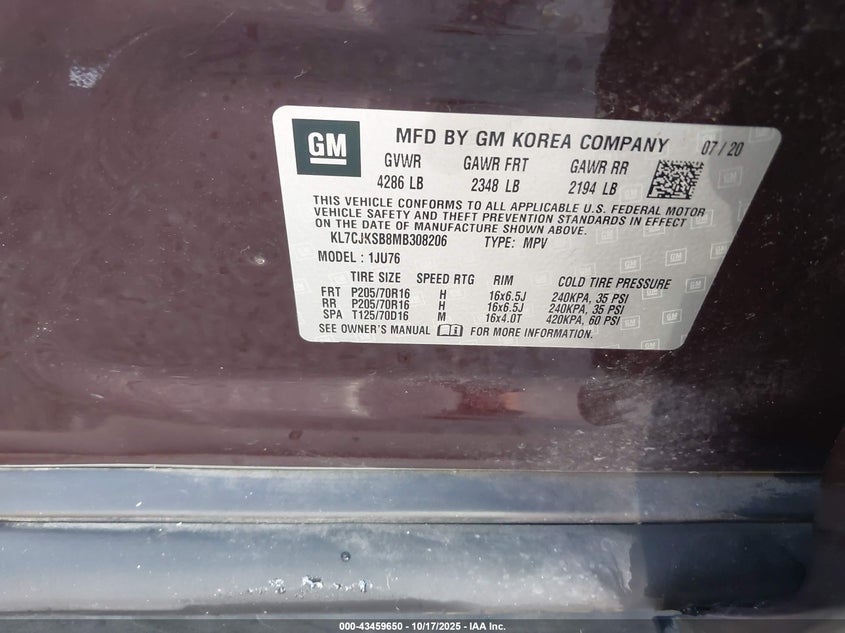 GM
MFD BY GM KOREA COMPANY 07/20
GVWR GAWR FRT GAWR RR
4286 LB 2348 LB 2194 LB
THIS VEHICLE CONFORMS TO ALL APPLICABLE U.S. FEDERAL MOTOR
VEHICLE SAFETY AND THEFT PREVENTION STANDARDS IN EFFECT
ON THE DATE OF MANUFACTURE SHOWN ABOVE.
KL7CJKSB8MB308206 TYPE: MPV
MODEL: 1JU76
TIRE SIZE SPEED RTG RIM COLD TIRE PRESSURE
FRT P205/70R16 H 16x6.5J 240KPA, 35 PSI
RR P205/70R16 H 16x6.5J 240KPA, 35 PSI
SPA T125/70D16 M 16x4.0T 420KPA, 60 PSI
SEE OWNER'S MANUAL FOR MORE INFORMATION.
000-43459650 - 10/17/2025 - IAA Inc.